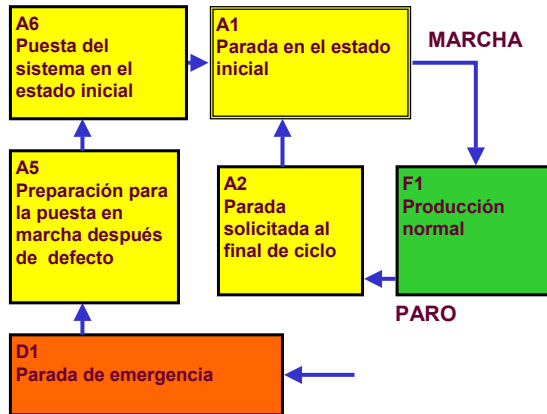 A6
Puesta del
sistema en el
estado inicial
A1
Parada en el estado
inicial
MARCHA
A5
Preparación para
la puesta en
marcha después
de defecto
A2
Parada
solicitada al
final de ciclo
F1
Producción
normal
PARO
D1
Parada de emergencia